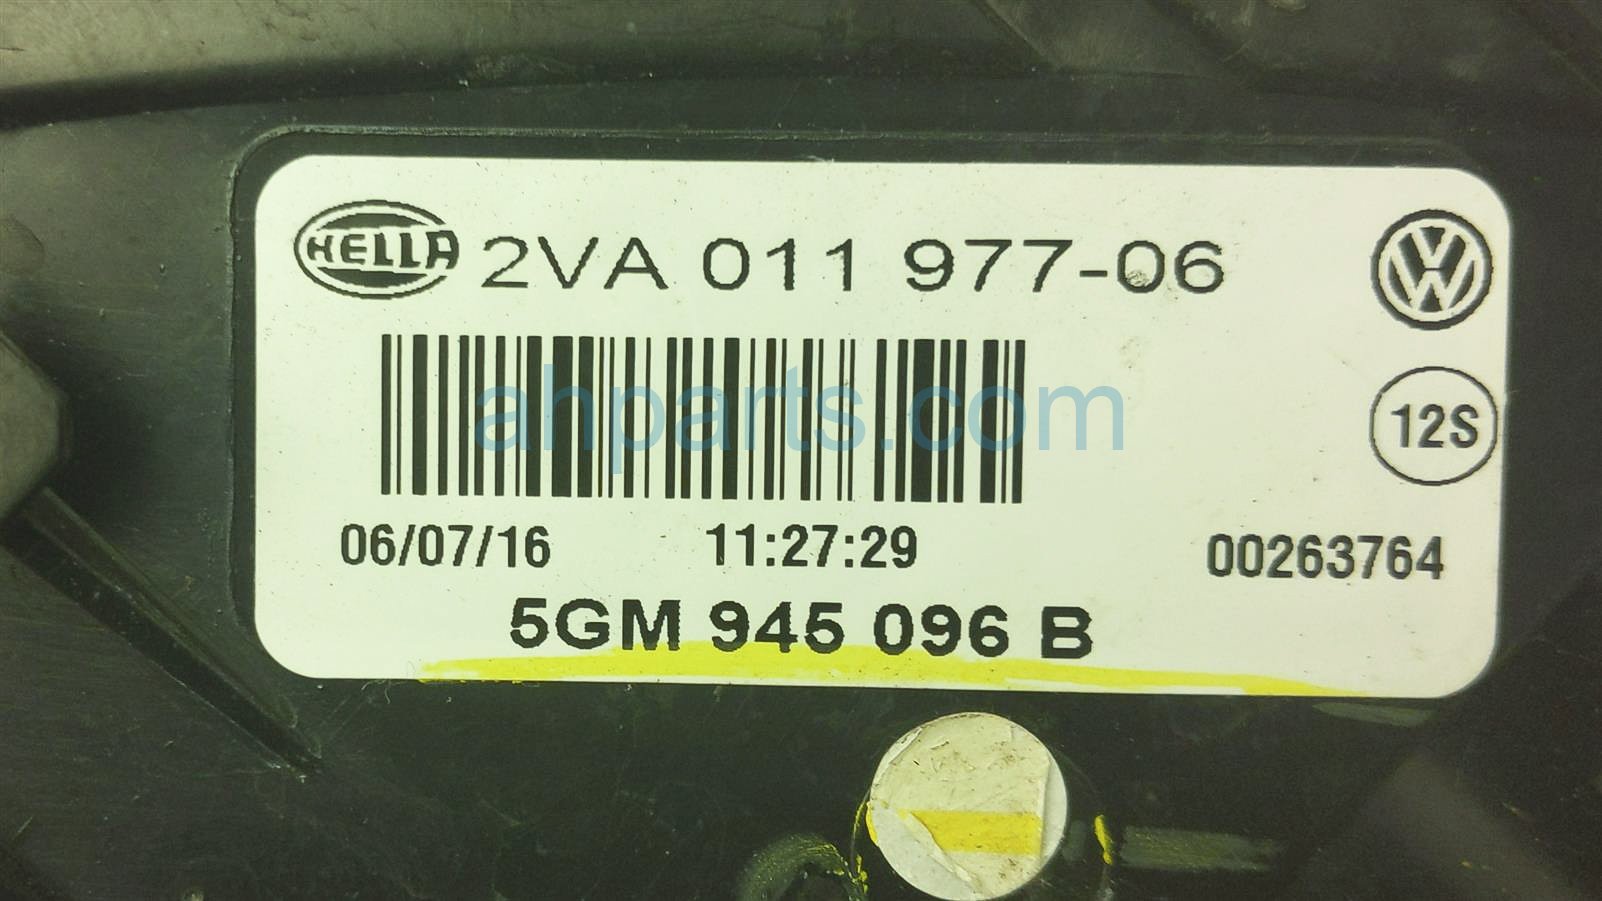 HELLA 2VA 011 977-06
12S
ahparts.com
06/07/16 11:27:29 00263764
5GM 945 096 B